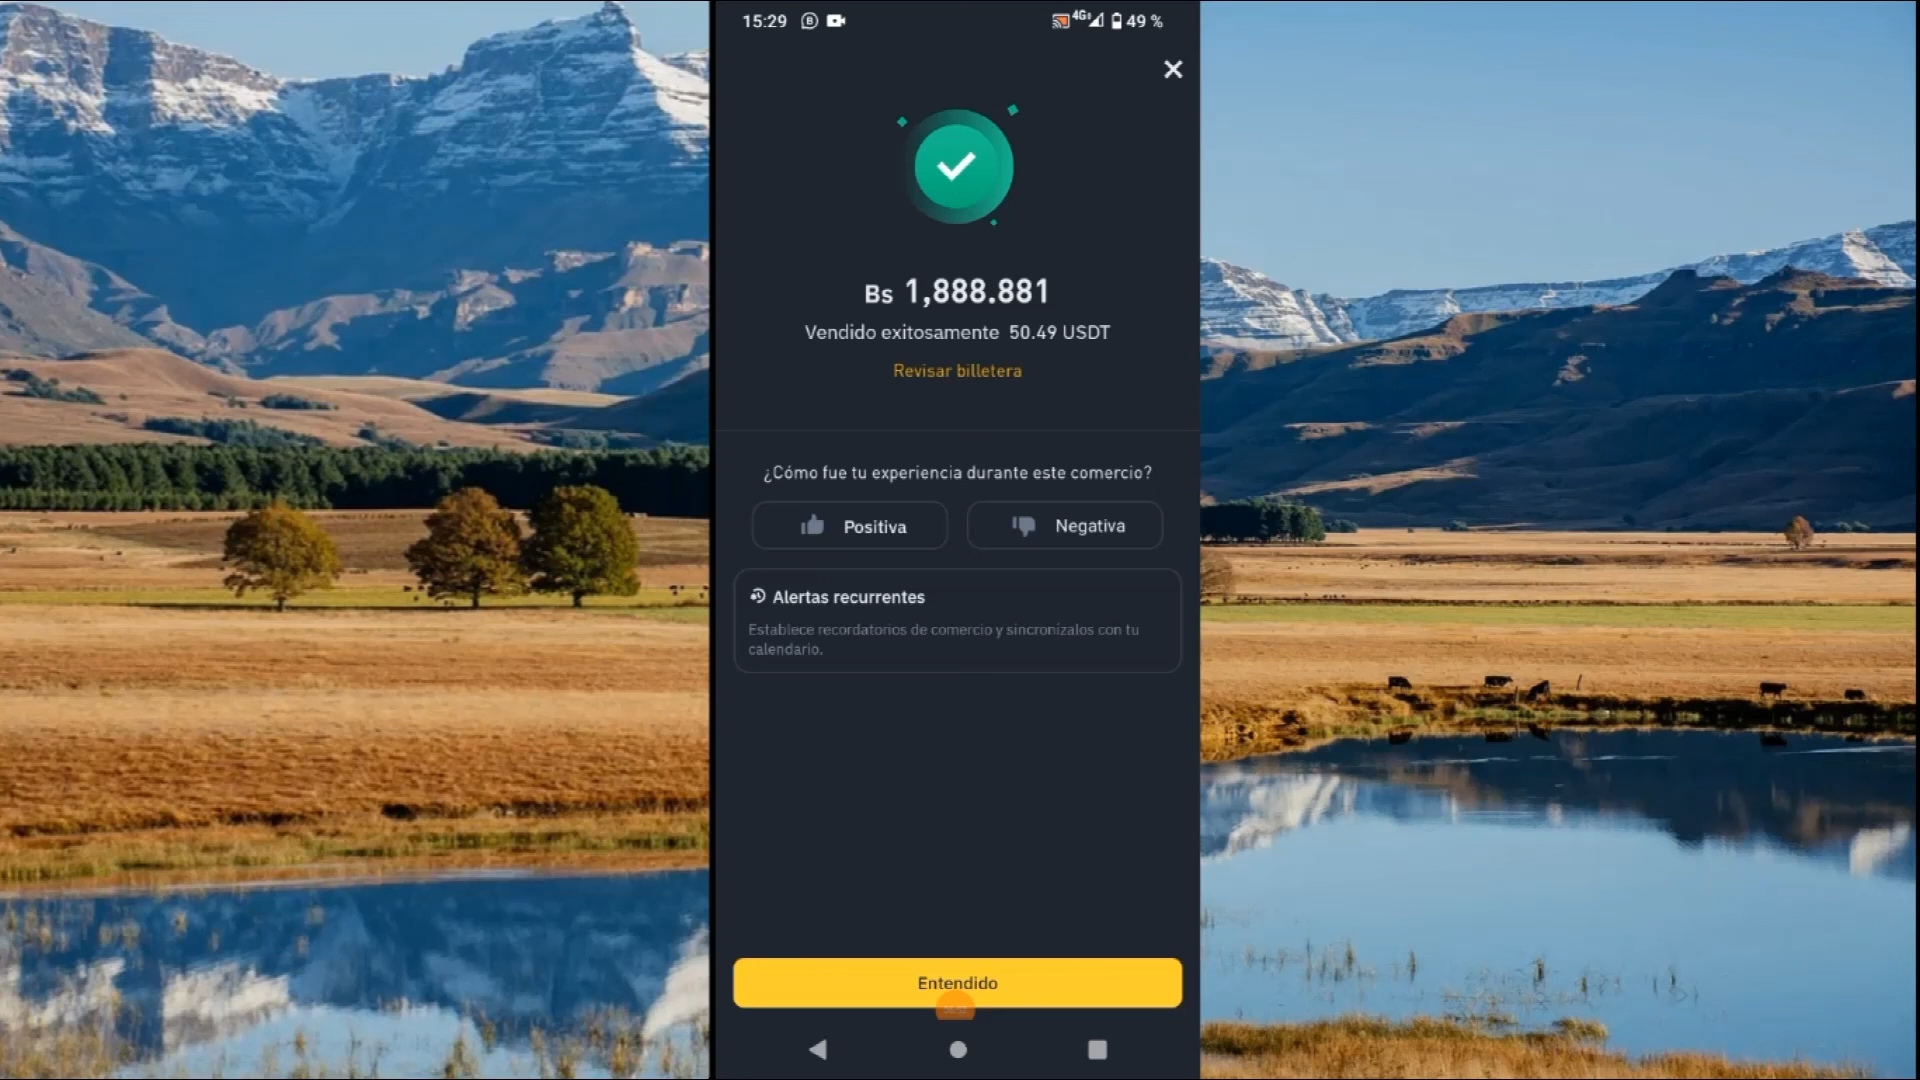 15:29 B 4G 49 %
Bs 1,888.881
Vendido exitosamente 50.49 USDT
Revisar billetera
¿Cómo fue tu experiencia durante este comercio?
Positiva Negativa
Alertas recurrentes
Establece recordatorios de comercio y sincronízalos con tu
calendario.
Entendido